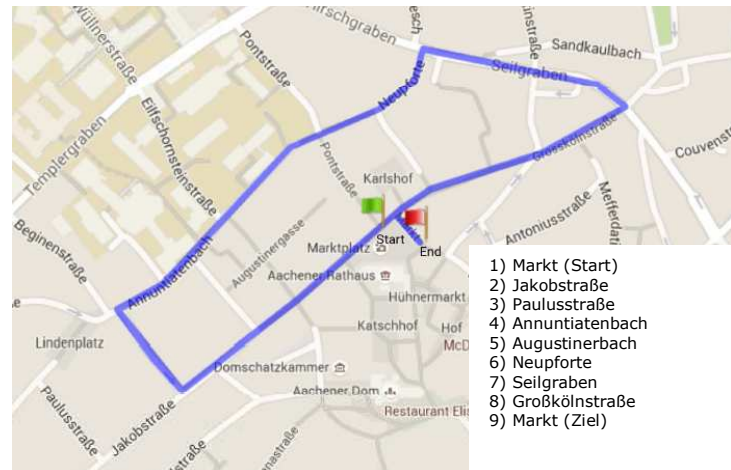 Wüllnerstraße
Pontstraße
Hirschgraben
Sandkaulbach
Seilgraben
Neupforte
Eilfschornsteinstraße
Templergraben
Großkölnstraße
Couvenstr
Pontstraße
Karlshof
Mefferdatis
Beginenstraße
Augustinergasse
Start
Antoniusstraße
Marktplatz
End
Annuntiatenbach
Aachener Rathaus
Hühnermarkt
Lindenplatz
Katschhof
Hof
McD
Domschatzkammer
Paulusstraße
Jakobstraße
Aachener Dom
Restaurant Elis
1) Markt (Start)
2) Jakobstraße
3) Paulusstraße
4) Annuntiatenbach
5) Augustinerbach
6) Neupforte
7) Seilgraben
8) Großkölnstraße
9) Markt (Ziel)